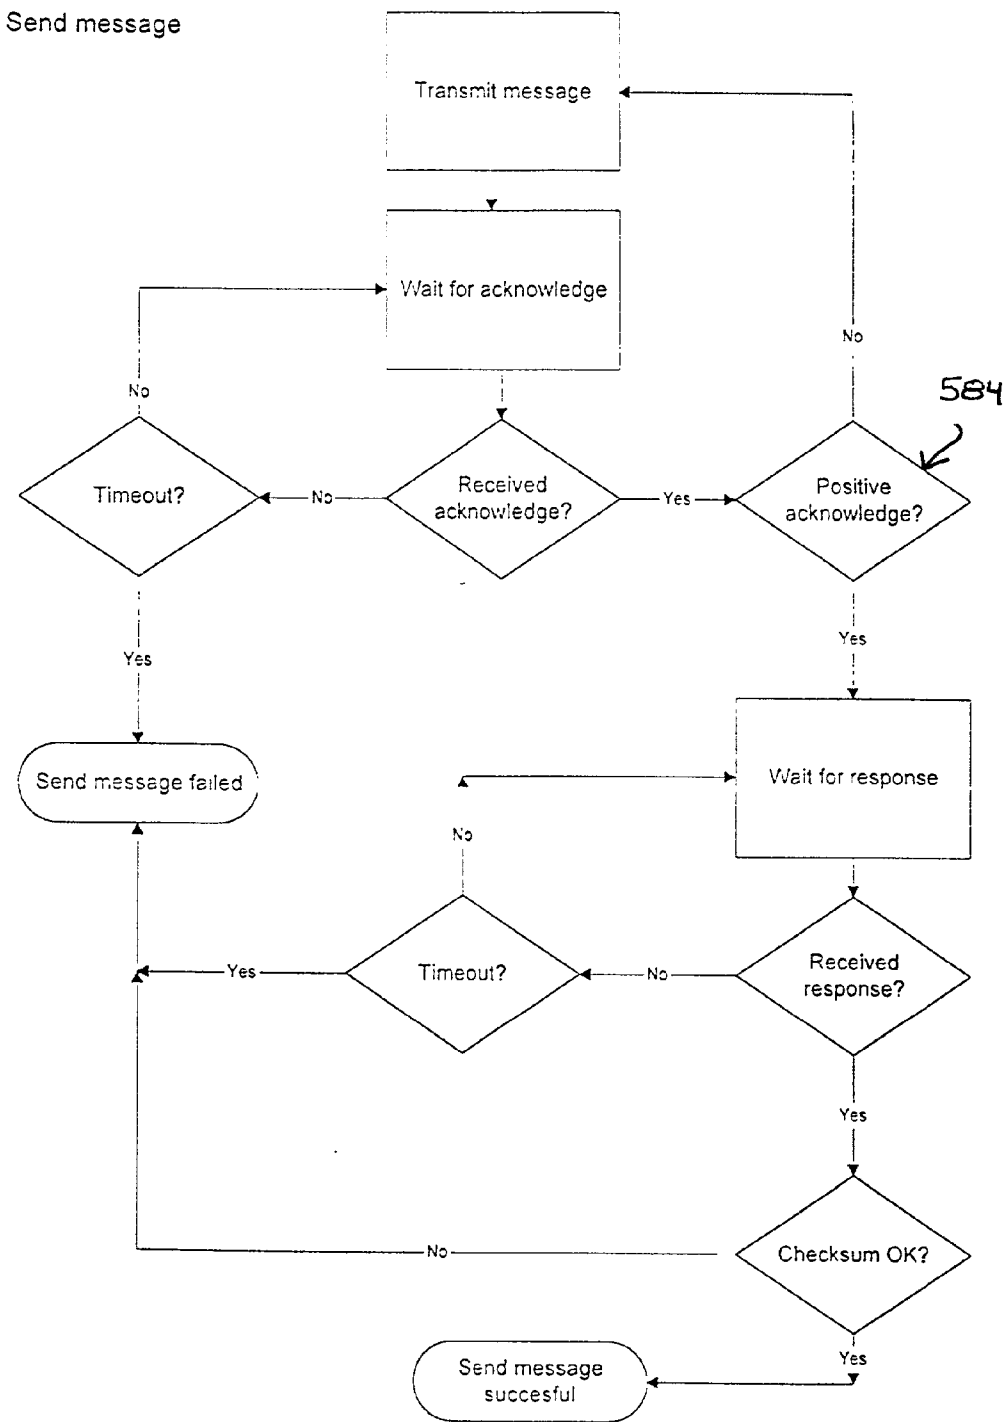 Send message
Transmit message
Wait for acknowledge
No
No
584
Timeout?
No
Received
acknowledge?
Yes
Positive
acknowledge?
Yes
Yes
Send message failed
Wait for response
No
Yes
Timeout?
No
Received
response?
Yes
No
Checksum OK?
Yes
Send message
succesful